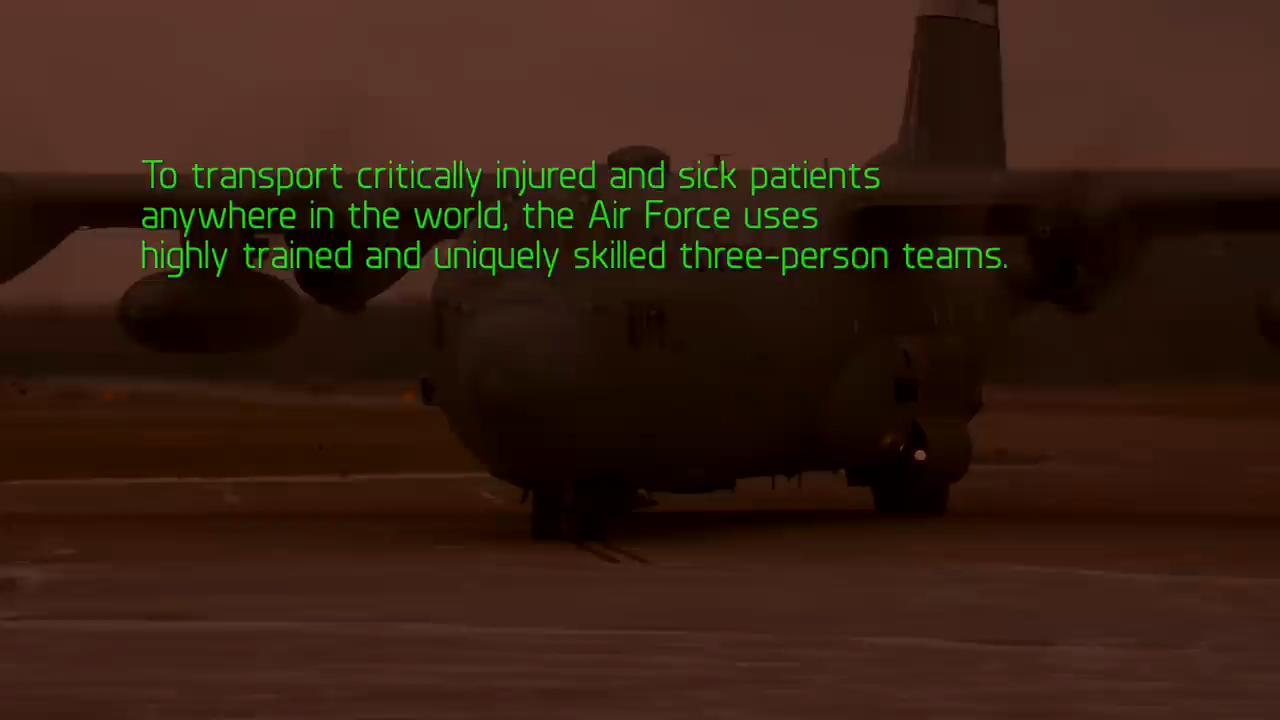 To transport critically injured and sick patients
anywhere in the world, the Air Force uses
highly trained and uniquely skilled three-person teams.